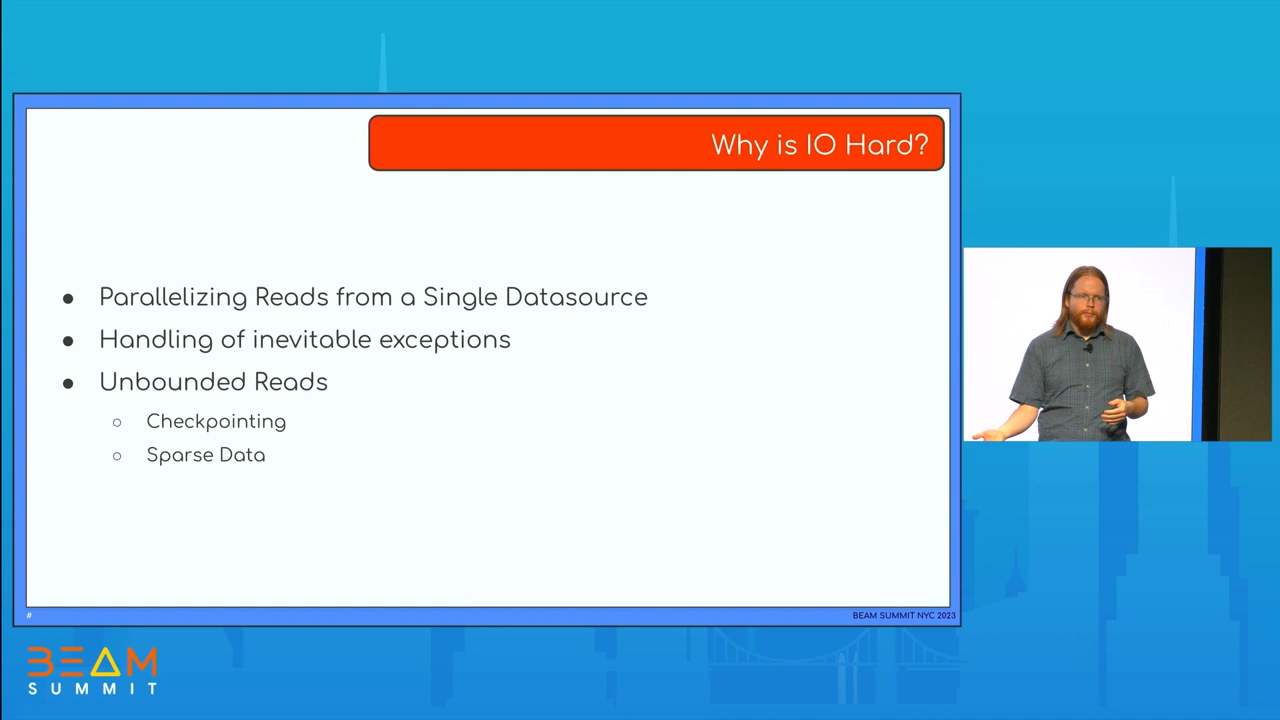 Why is IO Hard?
● Parallelizing Reads from a Single Datasource
● Handling of inevitable exceptions
● Unbounded Reads
○ Checkpointing
○ Sparse Data
#
BEAM SUMMIT NYC 2023
BEAM
SUMMIT